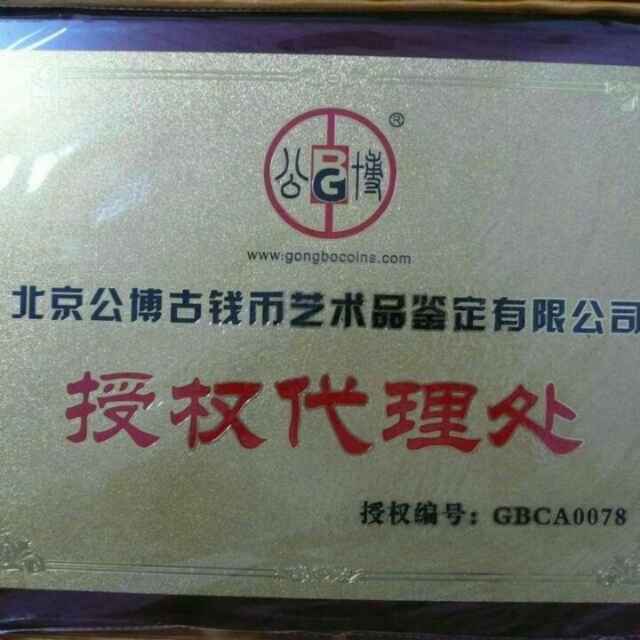 公 BG 博 ®
www.gongbocoins.com
北京公博古钱币艺术品鉴定有限公司
授权代理处
授权编号：GBCA0078